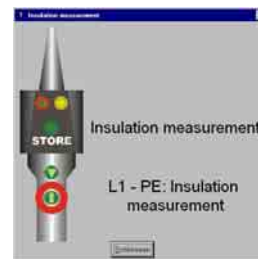 Insulation measurement
STORE
Insulation measurement
L1 - PE: Insulation
measurement